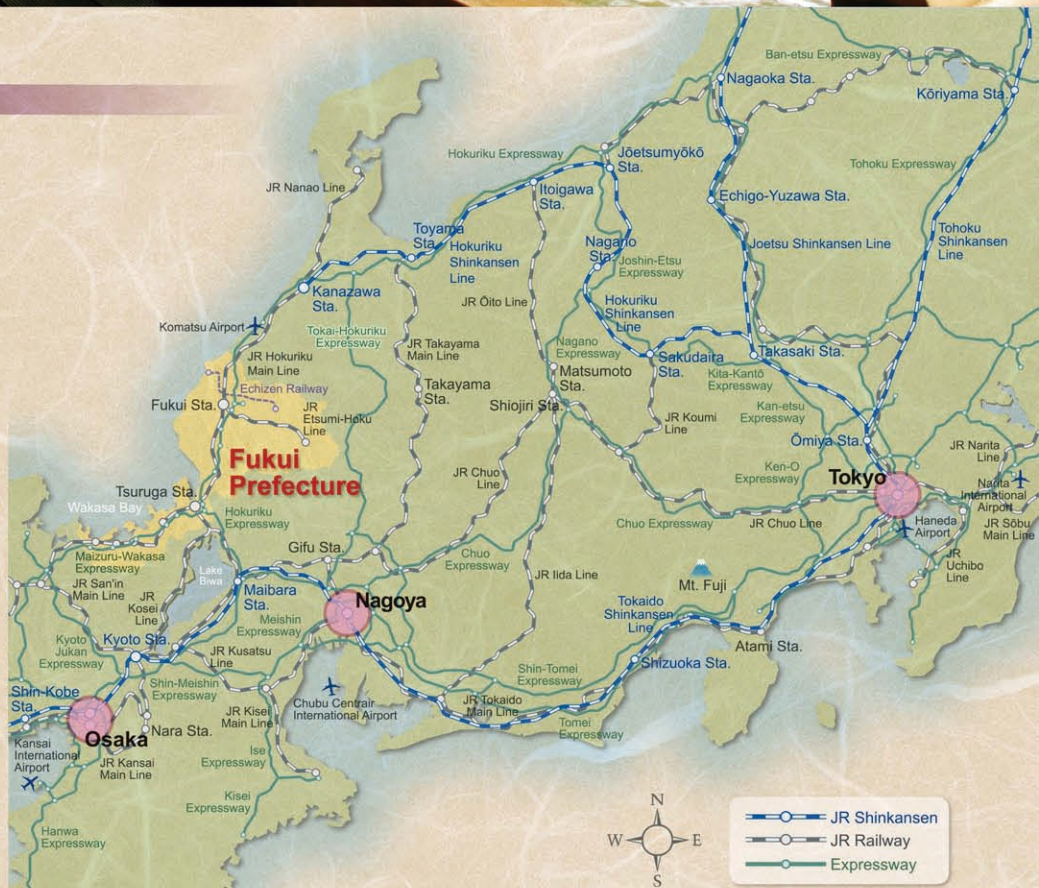 Ban-etsu Expressway
Nagaoka Sta.
Kōriyama Sta.
Hokuriku Expressway
Jōetsumyōkō
Sta.
Tohoku Expressway
JR Nanao Line
Itoigawa
Sta.
Echigo-Yuzawa Sta.
Toyama
Sta.
Hokuriku
Shinkansen
Line
Nagano
Sta.
Joshin-Etsu
Expressway
Joetsu Shinkansen Line
Tohoku
Shinkansen
Line
Kanazawa
Sta.
JR Ōito Line
Hokuriku
Shinkansen
Line
Komatsu Airport
Tokai-Hokuriku
Expressway
JR Takayama
Main Line
Nagano
Expressway
JR Hokuriku
Main Line
Matsumoto
Sta.
Sakudaira
Sta.
Takasaki Sta.
Kita-Kantō
Expressway
Echizen Railway
Takayama
Sta.
Fukui Sta.
JR
Etsumi-Hoku
Line
Shiojiri Sta.
JR Koumi
Line
Kan-etsu
Expressway
Ōmiya Sta.
Fukui
Prefecture
JR Chuo
Line
Ken-O
Expressway
JR Narita
Line
Tokyo
Narita
International
Airport
Tsuruga Sta.
Wakasa Bay
Hokuriku
Expressway
Chuo Expressway
JR Chuo Line
Haneda
Airport
JR Sōbu
Main Line
Maizuru-Wakasa
Expressway
Gifu Sta.
Chuo
Expressway
JR
Uchibo
Line
JR San'in
Main Line
JR
Kosei
Line
Lake
Biwa
Maibara
Sta.
JR Iida Line
Mt. Fuji
Nagoya
Tokaido
Shinkansen
Line
Meishin
Expressway
Kyoto
Jukan
Expressway
Kyoto Sta.
JR Kusatsu
Line
Atami Sta.
Shizuoka Sta.
Shin-Meishin
Expressway
Shin-Tomei
Expressway
Shin-Kobe
Sta.
Chubu Centrair
International Airport
JR Tokaido
Main Line
JR Kisei
Main Line
Tomei
Expressway
Osaka
Nara Sta.
Kansai
International
Airport
JR Kansai
Main Line
Ise
Expressway
Kisei
Expressway
Hanwa
Expressway
N
W
E
S
JR Shinkansen
JR Railway
Expressway